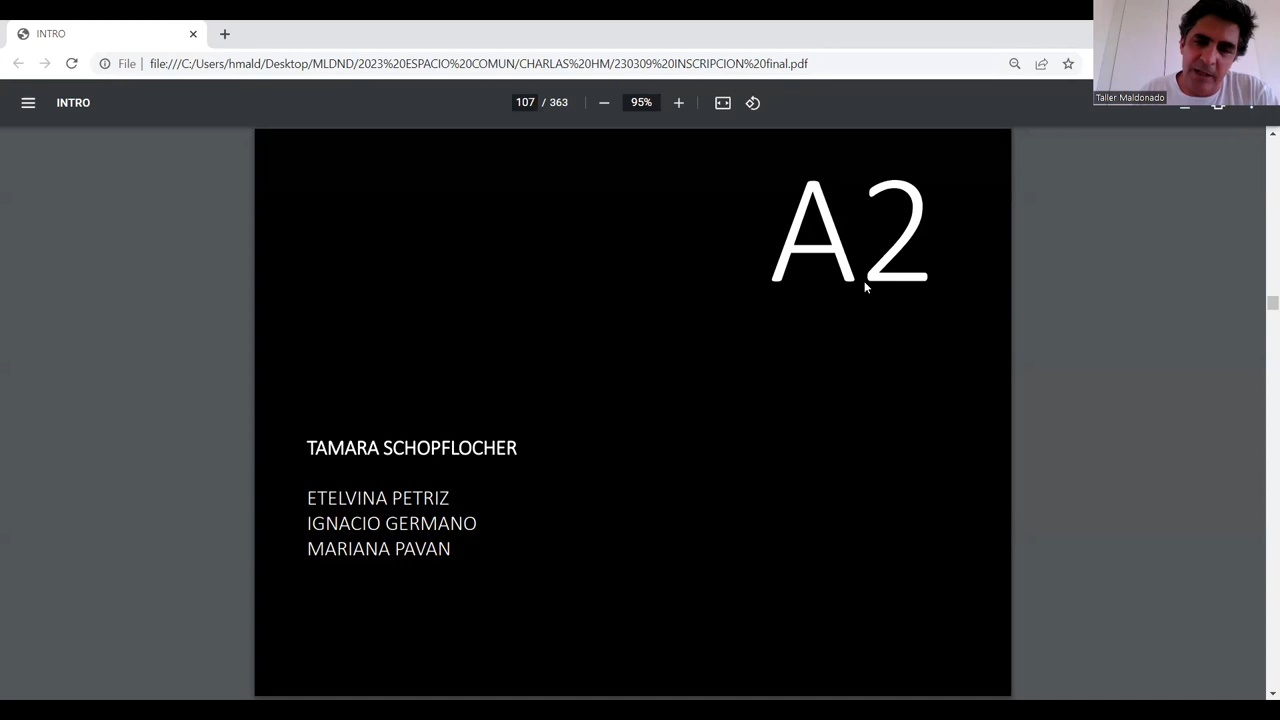 INTRO
File
file:///C:/Users/hmald/Desktop/MLDND/2023%20ESPACIO%20COMUN/CHARLAS%20HM/230309%20INSCRIPCION%20final.pdf
INTRO
107 / 363
95%
Taller Maldonado
A2
TAMARA SCHOPFLOCHER
ETELVINA PETRIZ
IGNACIO GERMANO
MARIANA PAVAN